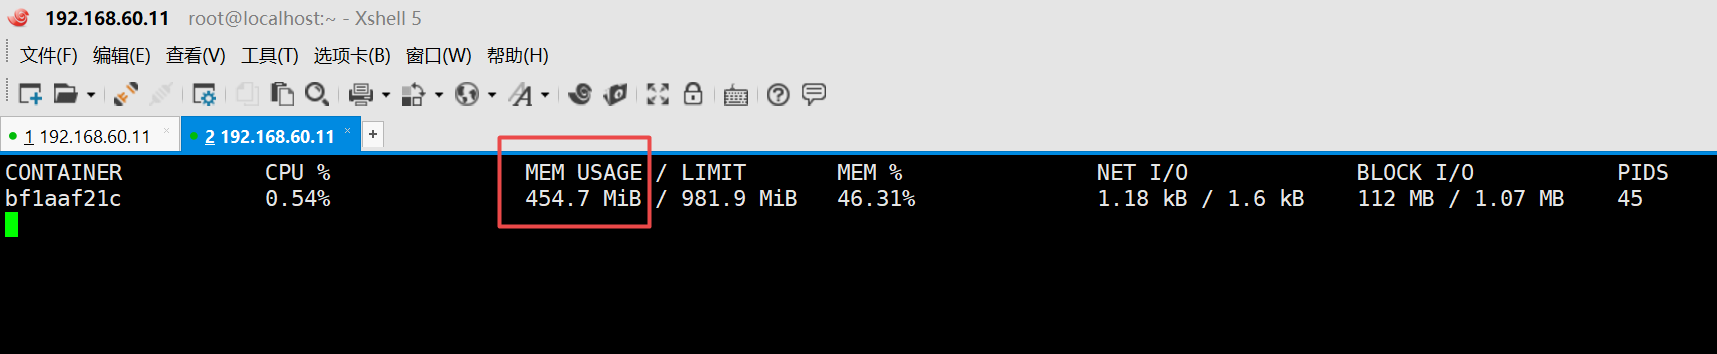 192.168.60.11 root@localhost:~ - Xshell 5
文件(F) 编辑(E) 查看(V) 工具(T) 选项卡(B) 窗口(W) 帮助(H)
1 192.168.60.11 × 2 192.168.60.11 × +
CONTAINER CPU % MEM USAGE / LIMIT MEM % NET I/O BLOCK I/O PIDS
bf1aaf21c 0.54% 454.7 MiB / 981.9 MiB 46.31% 1.18 kB / 1.6 kB 112 MB / 1.07 MB 45